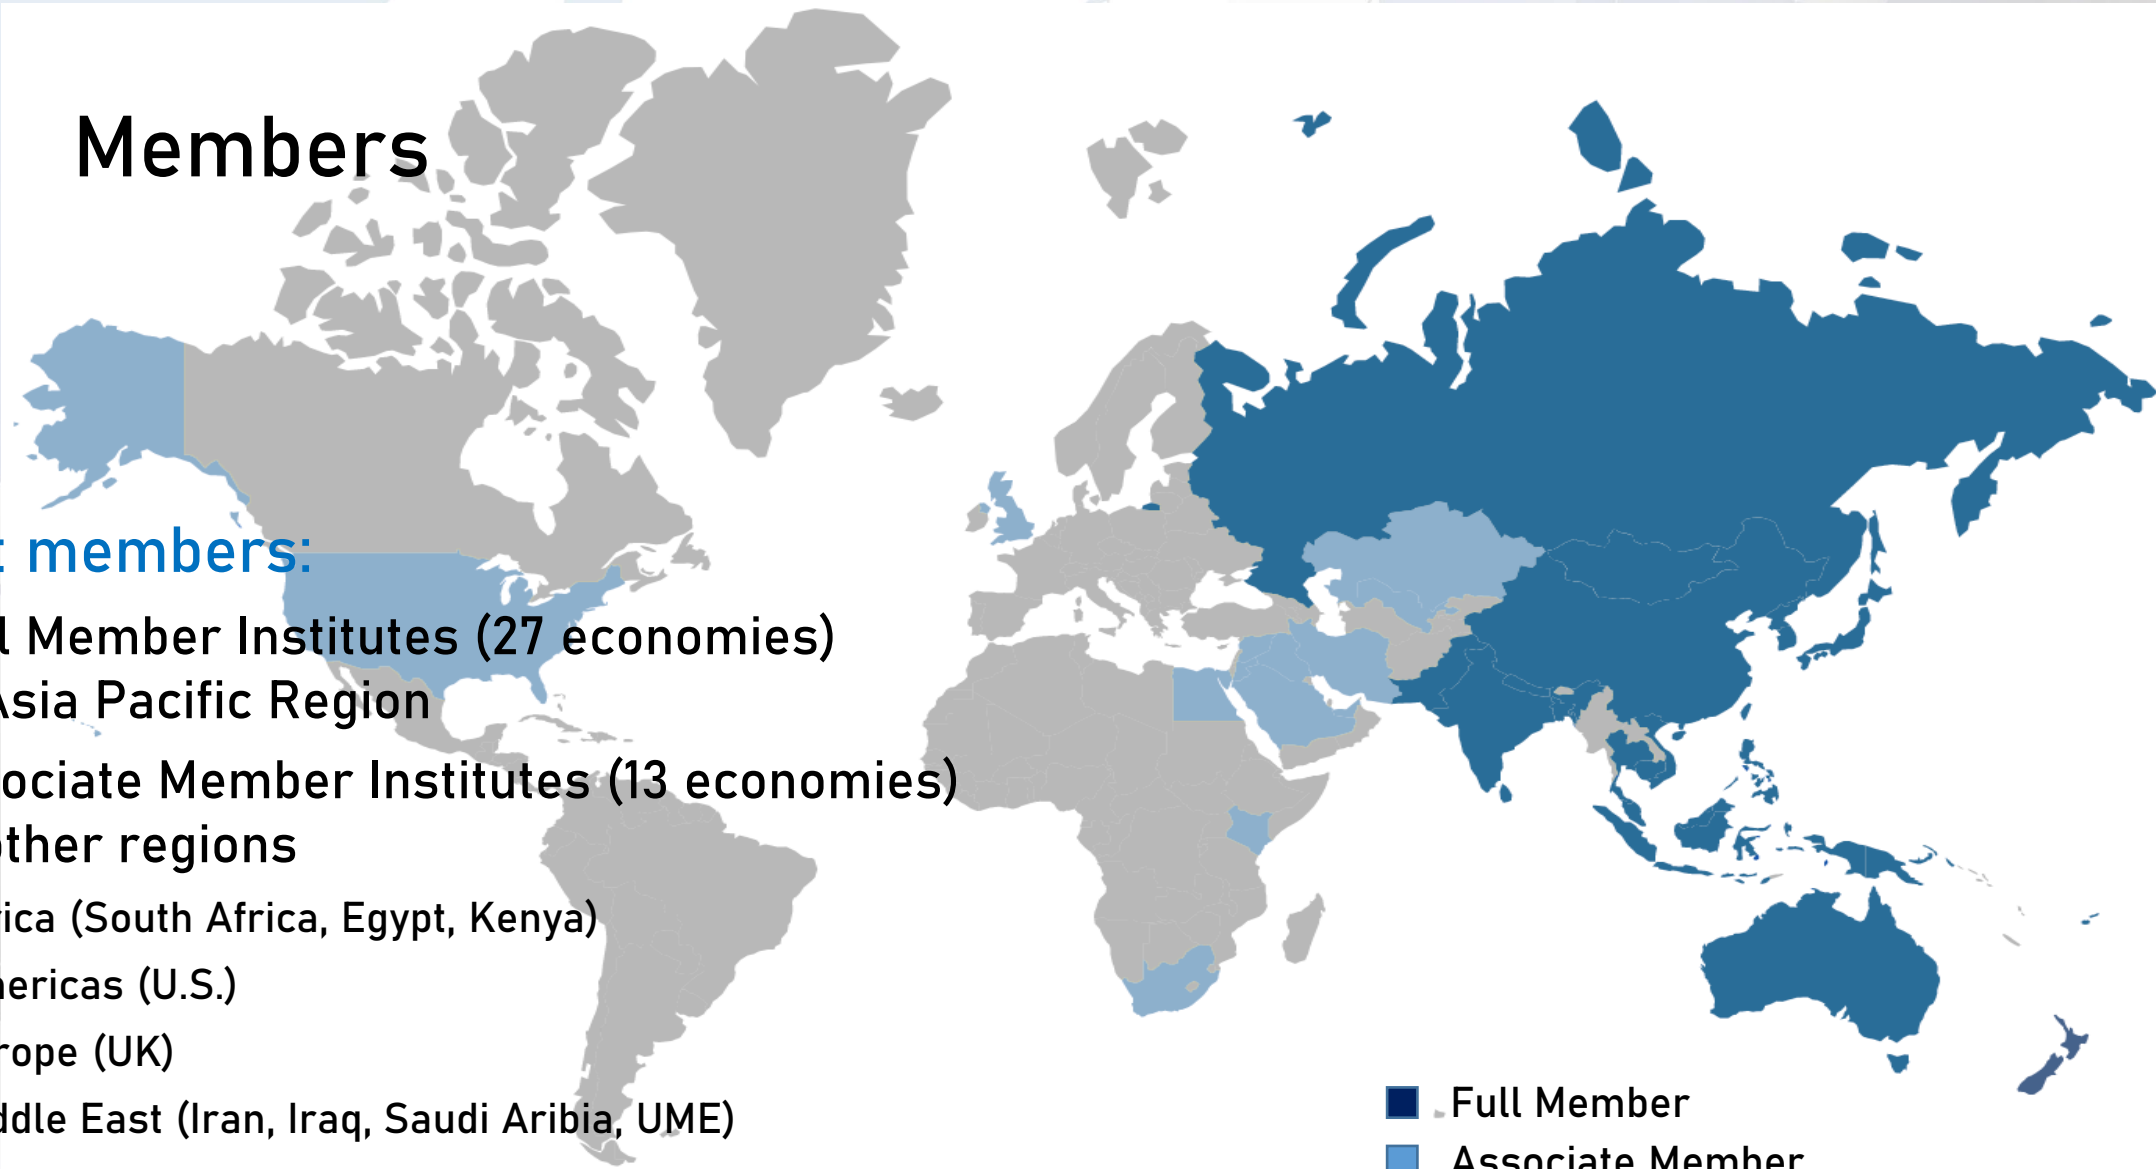 Members
: members:
l Member Institutes (27 economies)
Asia Pacific Region
ociate Member Institutes (13 economies)
other regions
ica (South Africa, Egypt, Kenya)
ericas (U.S.)
rope (UK)
ddle East (Iran, Iraq, Saudi Aribia, UME)
Full Member
Associate Member